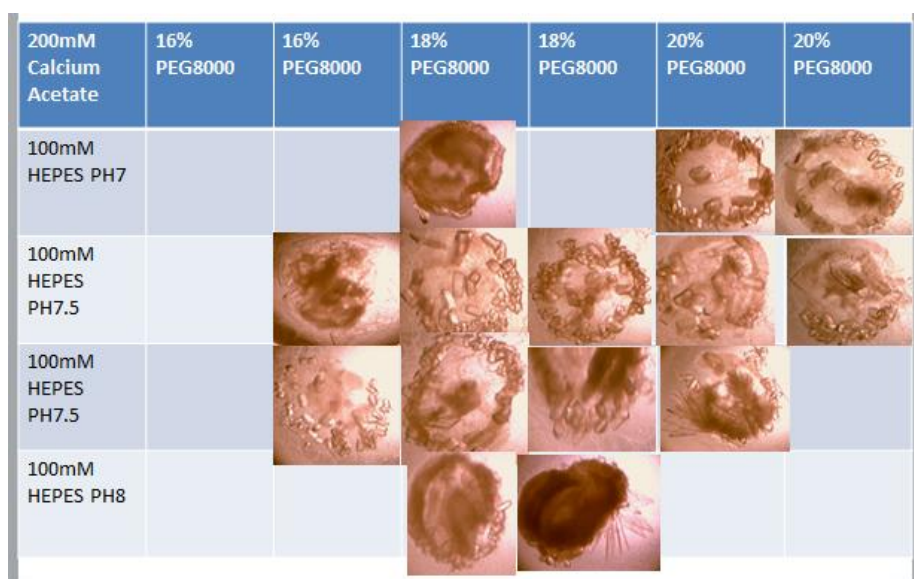 200mM
Calcium
Acetate
16%
PEG8000
16%
PEG8000
18%
PEG8000
18%
PEG8000
20%
PEG8000
20%
PEG8000
100mM
HEPES PH7
100mM
HEPES
PH7.5
100mM
HEPES
PH7.5
100mM
HEPES PH8